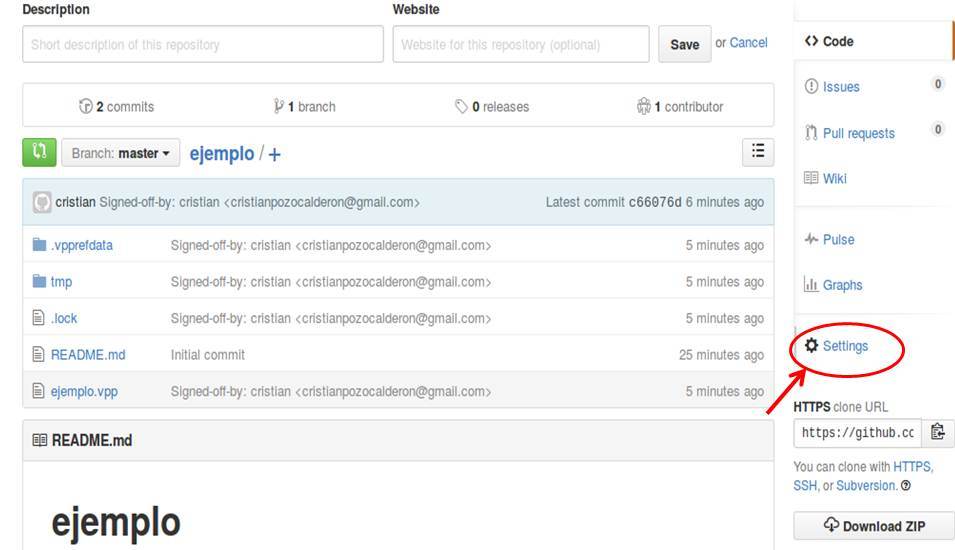 Description
Website
Short description of this repository
Website for this repository (optional)
Save or Cancel
2 commits
1 branch
0 releases
1 contributor
Branch: master
ejemplo / +
cristian Signed-off-by: cristian <cristianpozocalderon@gmail.com>
Latest commit c66076d 6 minutes ago
.vpprefdata Signed-off-by: cristian <cristianpozocalderon@gmail.com> 5 minutes ago
tmp Signed-off-by: cristian <cristianpozocalderon@gmail.com> 5 minutes ago
.lock Signed-off-by: cristian <cristianpozocalderon@gmail.com> 5 minutes ago
README.md Initial commit 25 minutes ago
ejemplo.vpp Signed-off-by: cristian <cristianpozocalderon@gmail.com> 5 minutes ago
README.md
ejemplo
Code
Issues 0
Pull requests 0
Wiki
Pulse
Graphs
Settings
HTTPS clone URL
https://github.cc
You can clone with HTTPS,
SSH, or Subversion.
Download ZIP